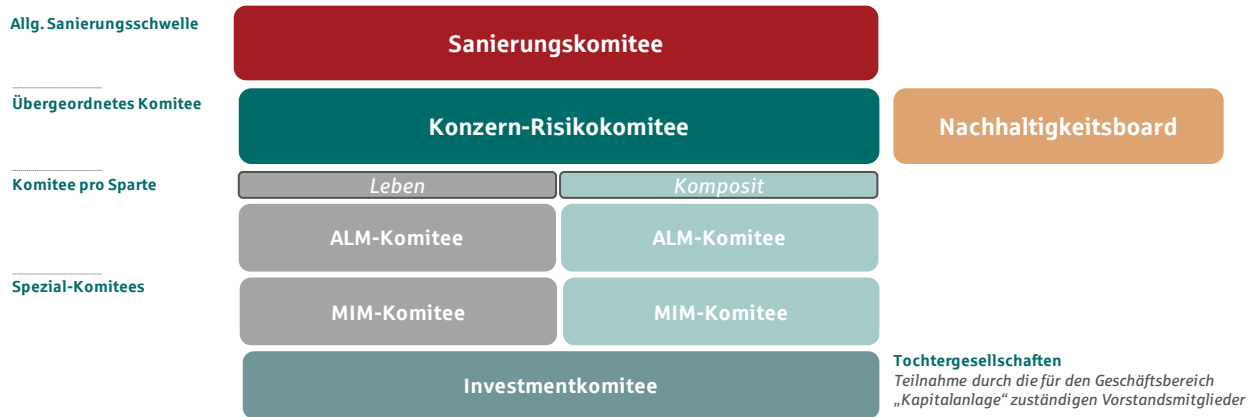 Allg. Sanierungsschwelle
Sanierungskomitee
Übergeordnetes Komitee
Konzern-Risikokomitee
Nachhaltigkeitsboard
Komitee pro Sparte
Leben
Komposit
ALM-Komitee
ALM-Komitee
Spezial-Komitees
MIM-Komitee
MIM-Komitee
Investmentkomitee
Tochtergesellschaften
Teilnahme durch die für den Geschäftsbereich
„Kapitalanlage“ zuständigen Vorstandsmitglieder